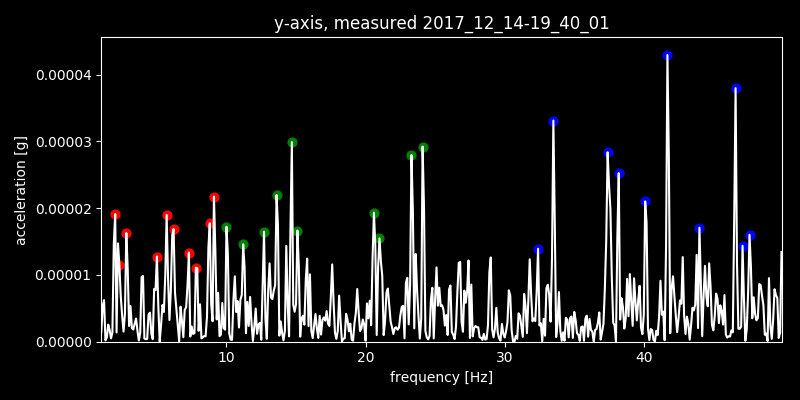 y-axis, measured 2017_12_14-19_40_01
0.00004
0.00003
0.00002
0.00001
0.00000
acceleration [g]
10 20 30 40
frequency [Hz]